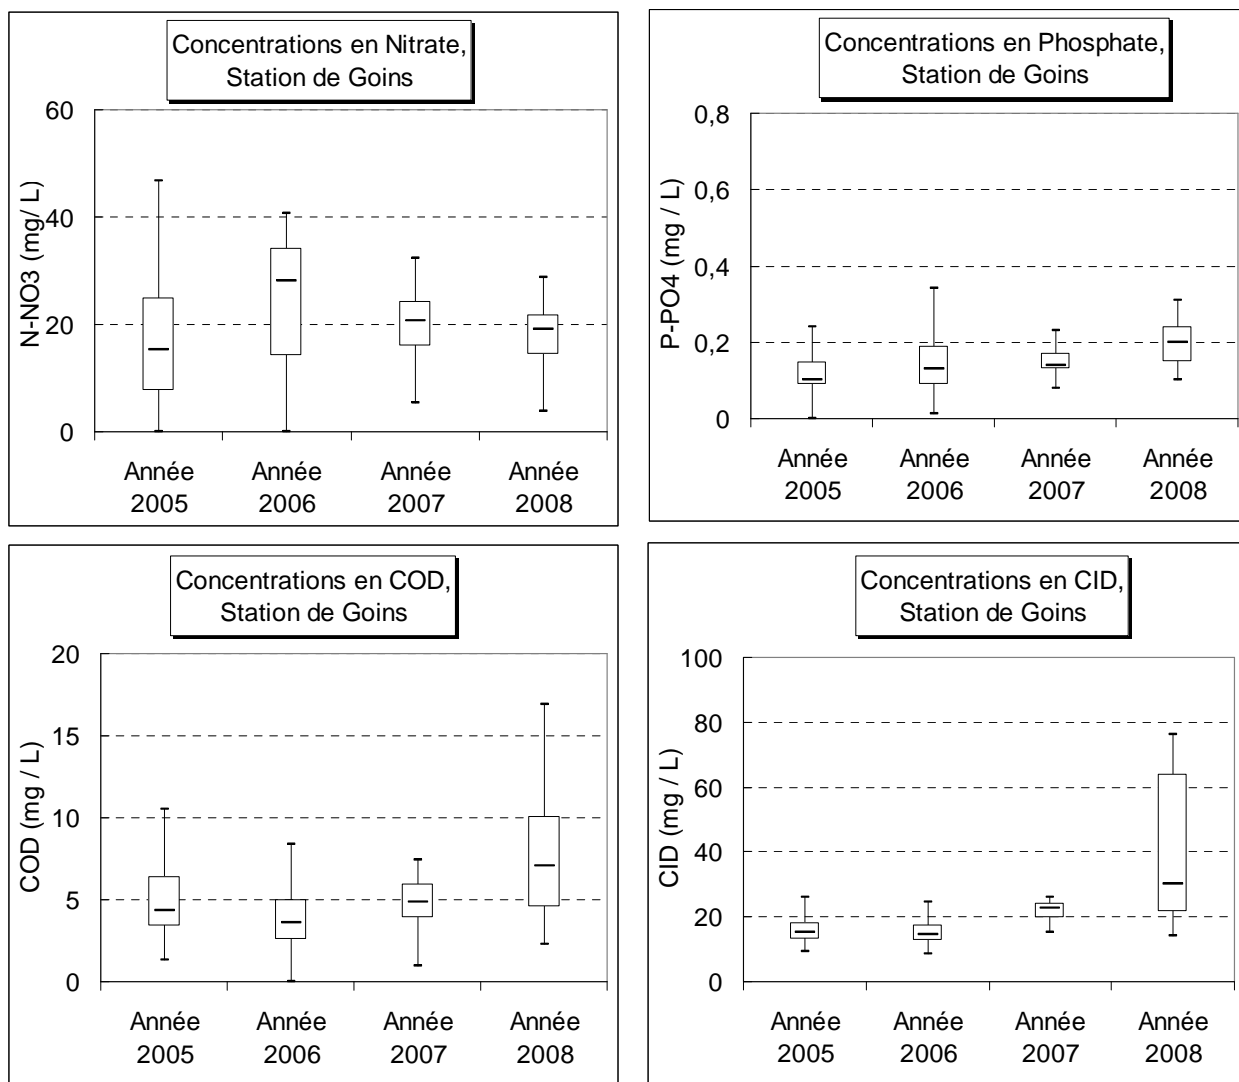 Concentrations en Nitrate,
Station de Goins
60
40
20
0
N-NO3 (mg/ L)
Année
2005
Année
2006
Année
2007
Année
2008
Concentrations en Phosphate,
Station de Goins
0,8
0,6
0,4
0,2
0
P-PO4 (mg / L)
Année
2005
Année
2006
Année
2007
Année
2008
Concentrations en COD,
Station de Goins
20
15
10
5
0
COD (mg / L)
Année
2005
Année
2006
Année
2007
Année
2008
Concentrations en CID,
Station de Goins
100
80
60
40
20
0
CID (mg / L)
Année
2005
Année
2006
Année
2007
Année
2008